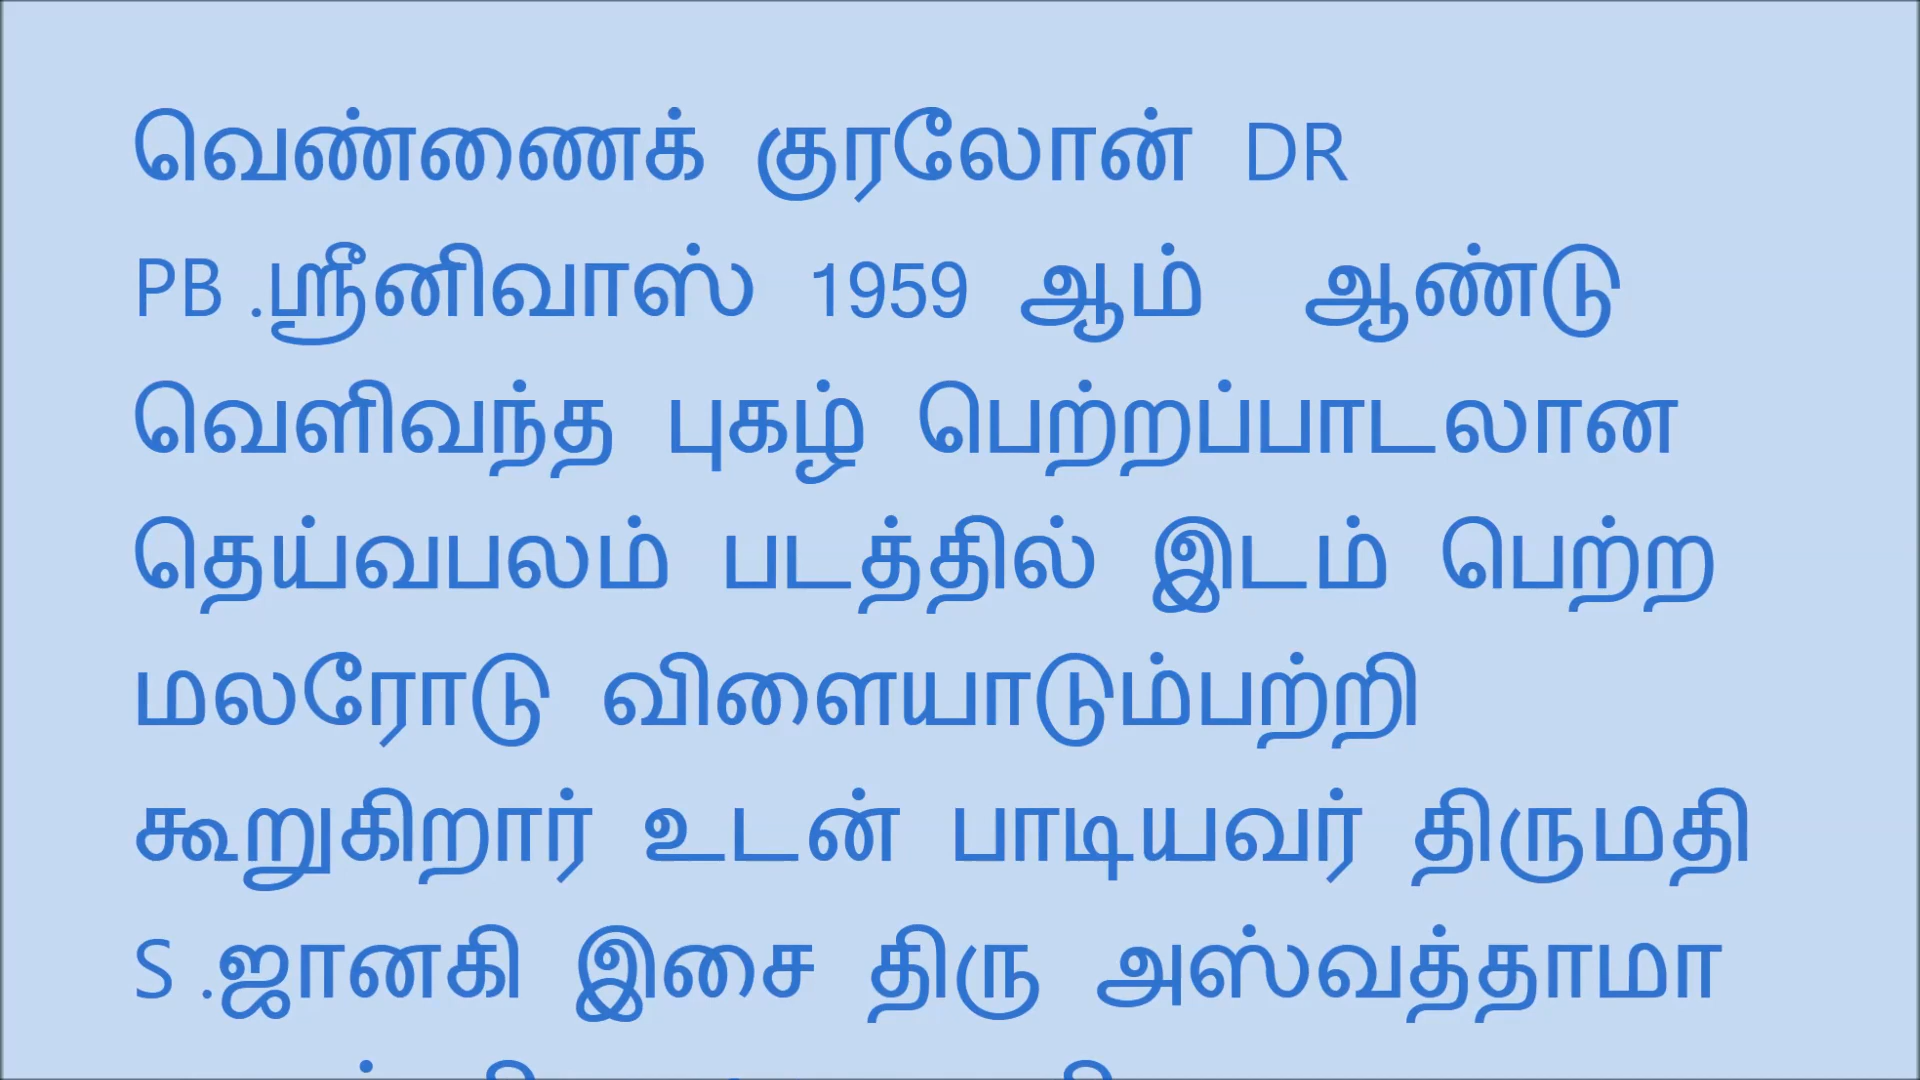 வெண்ணைக் குரலோன் DR
PB .ஸ்ரீனிவாஸ் 1959 ஆம் ஆண்டு
வெளிவந்த புகழ் பெற்றப்பாடலான
தெய்வபலம் படத்தில் இடம் பெற்ற
மலரோடு விளையாடும்பற்றி
கூறுகிறார் உடன் பாடியவர் திருமதி
S .ஜானகி இசை திரு அஸ்வத்தாமா